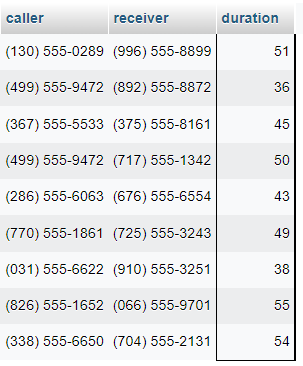 caller receiver duration
(130) 555-0289 (996) 555-8899 51
(499) 555-9472 (892) 555-8872 36
(367) 555-5533 (375) 555-8161 45
(499) 555-9472 (717) 555-1342 50
(286) 555-6063 (676) 555-6554 43
(770) 555-1861 (725) 555-3243 49
(031) 555-6622 (910) 555-3251 38
(826) 555-1652 (066) 555-9701 55
(338) 555-6650 (704) 555-2131 54